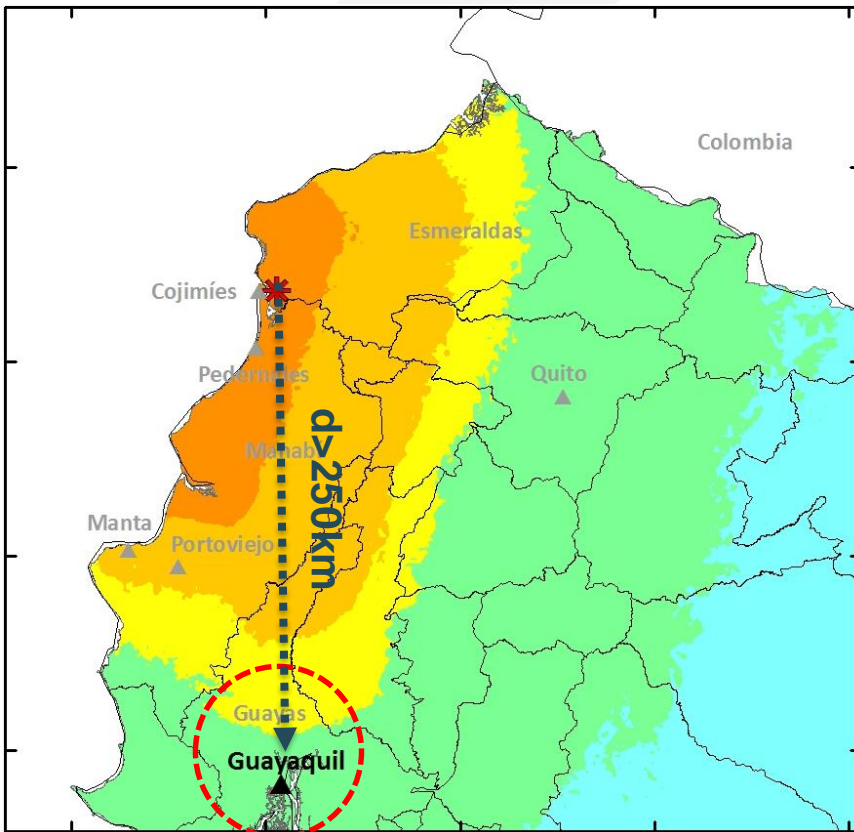 Colombia
Esmeraldas
Cojimíes
Pedernales
Quito
d>250km
Manabí
Manta
Portoviejo
Guayas
Guayaquil